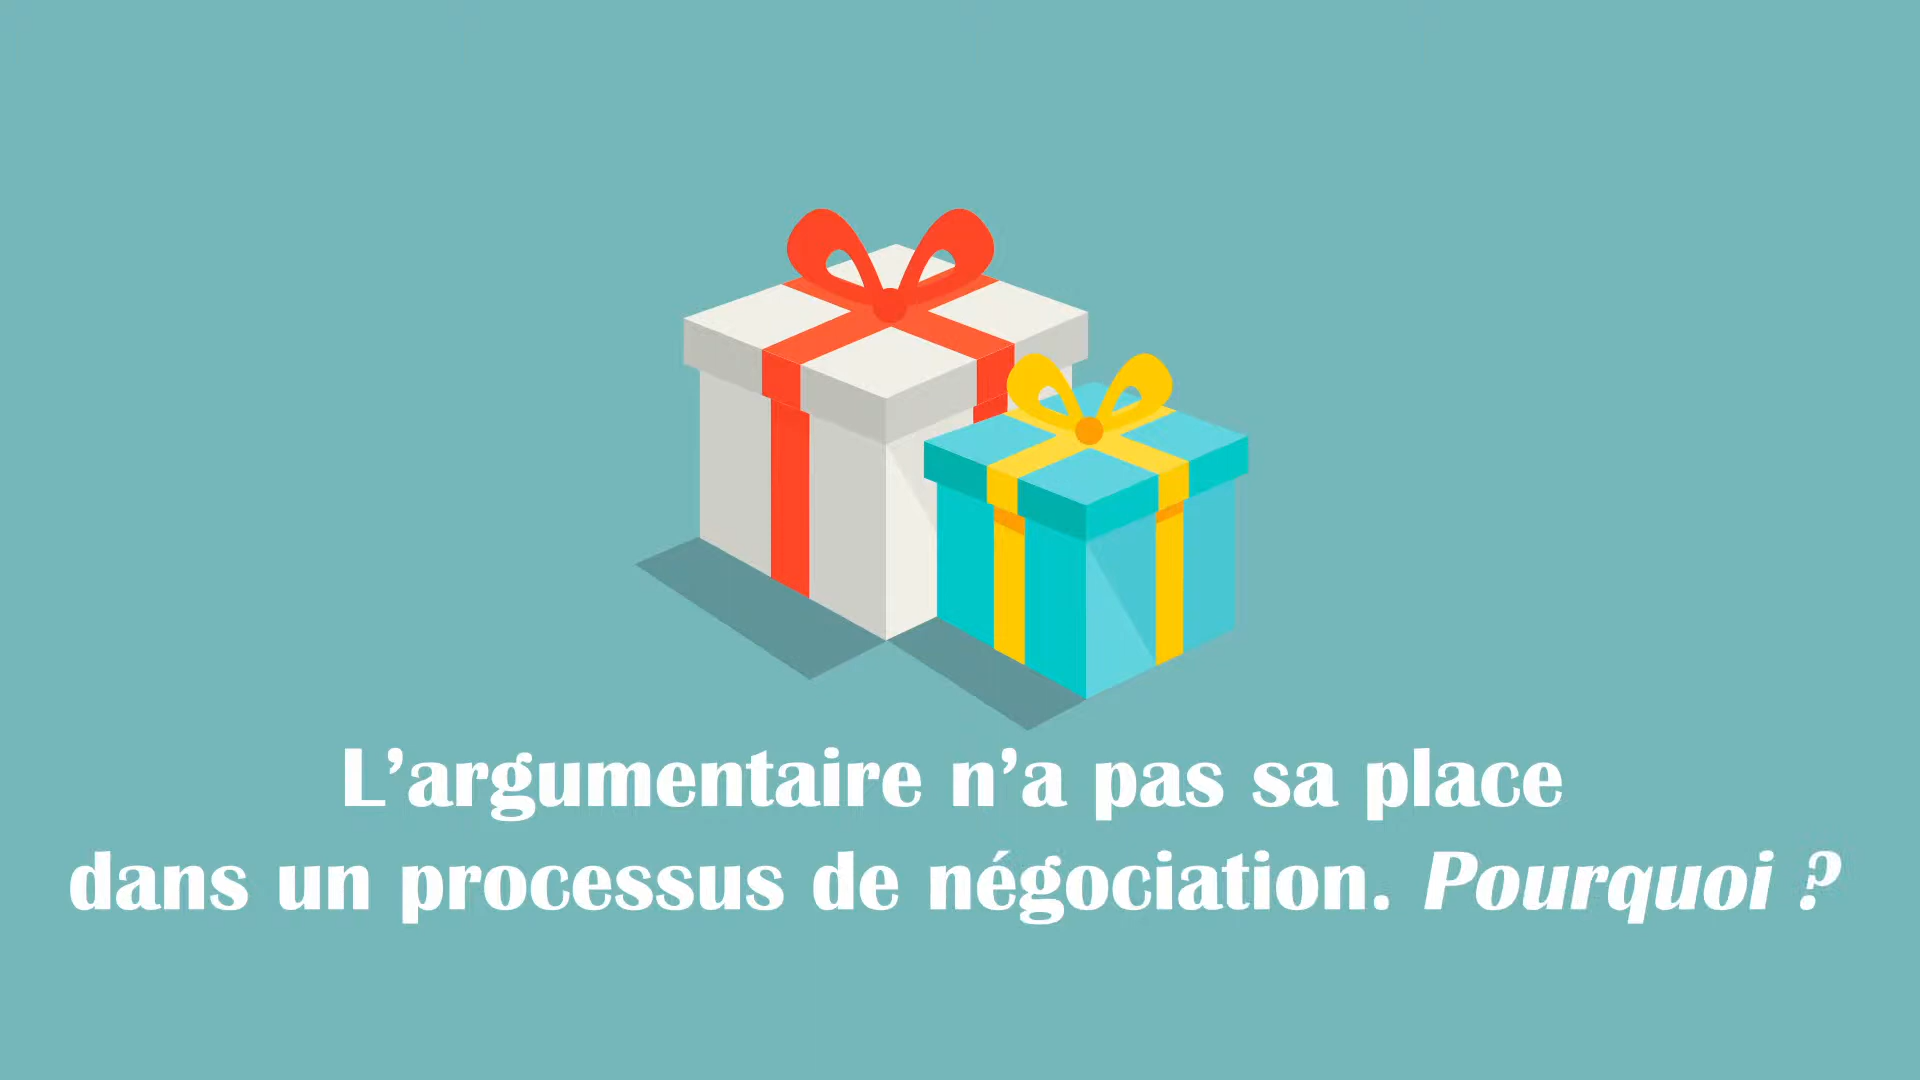 L’argumentaire n’a pas sa place
dans un processus de négociation. Pourquoi ?